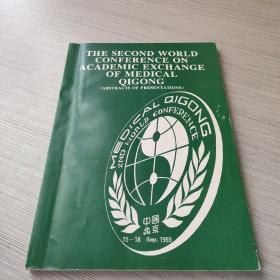 THE SECOND WORLD
CONFERENCE ON
ACADEMIC EXCHANGE
OF MEDICAL
QIGONG
(ABSTRACTS OF PRESENTATIONS)
MEDICAL QIGONG
2ND WORLD CONFERENCE
中國
北京
15-18 Sep. 1993